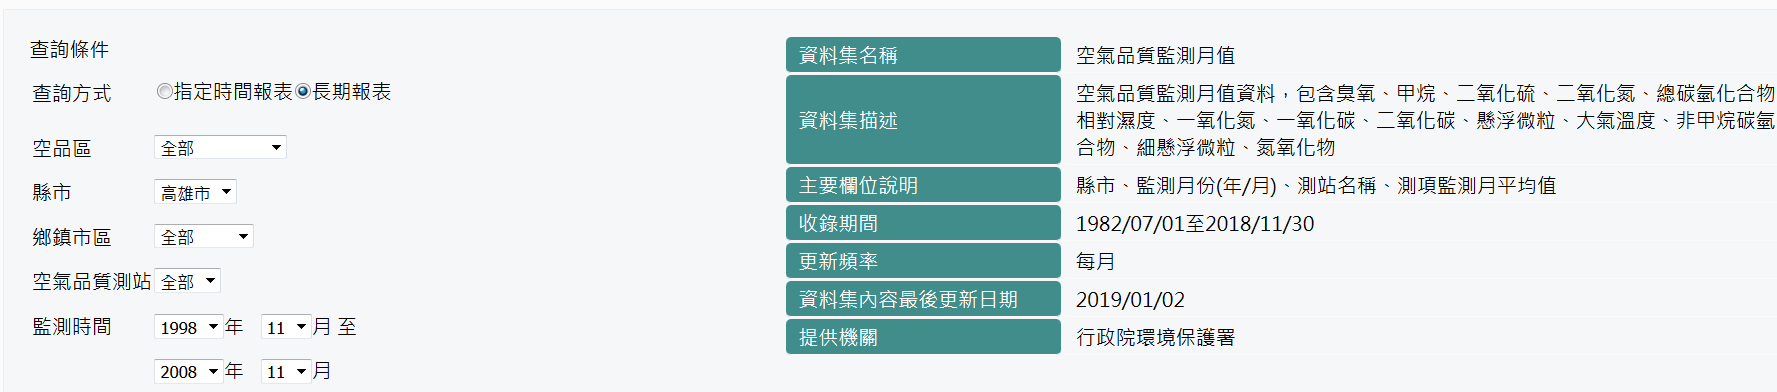 查詢條件
查詢方式 指定時間報表 長期報表
空品區 全部
縣市 高雄市
鄉鎮市區 全部
空氣品質測站 全部
監測時間 1998 年 11 月 至
2008 年 11 月
資料集名稱 空氣品質監測月值
資料集描述 空氣品質監測月值資料，包含臭氧、甲烷、二氧化硫、二氧化氮、總碳氫化合物
相對濕度、一氧化氮、一氧化碳、二氧化碳、懸浮微粒、大氣溫度、非甲烷碳氫
合物、細懸浮微粒、氮氧化物
主要欄位說明 縣市、監測月份(年/月)、測站名稱、測項監測月平均值
收錄期間 1982/07/01至2018/11/30
更新頻率 每月
資料集內容最後更新日期 2019/01/02
提供機關 行政院環境保護署